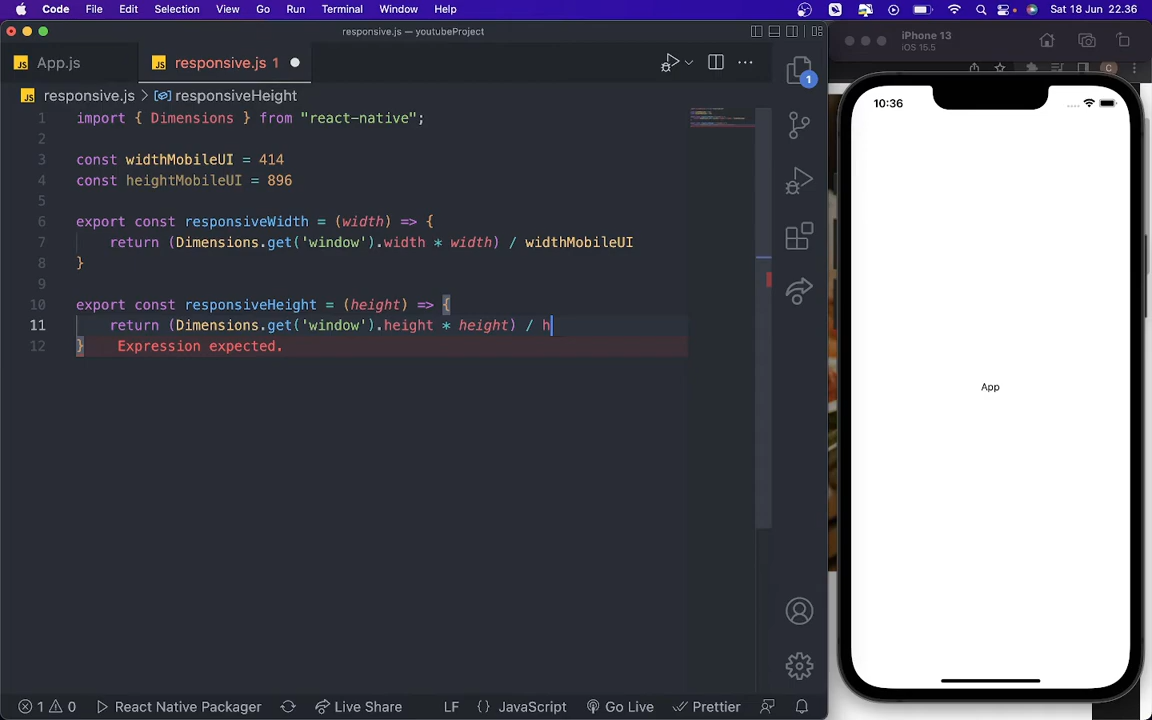 Code File Edit Selection View Go Run Terminal Window Help Sat 18 Jun 22.36
responsive.js — youtubeProject
JS App.js JS responsive.js 1
JS responsive.js > responsiveHeight
1 import { Dimensions } from "react-native";
2
3 const widthMobileUI = 414
4 const heightMobileUI = 896
5
6 export const responsiveWidth = (width) => {
7 return (Dimensions.get('window').width * width) / widthMobileUI
8 }
9
10 export const responsiveHeight = (height) => {
11 return (Dimensions.get('window').height * height) / h
12 } Expression expected.
1
1 0 React Native Packager Live Share LF {} JavaScript Go Live Prettier
iPhone 13
iOS 15.5
C
10:36
App